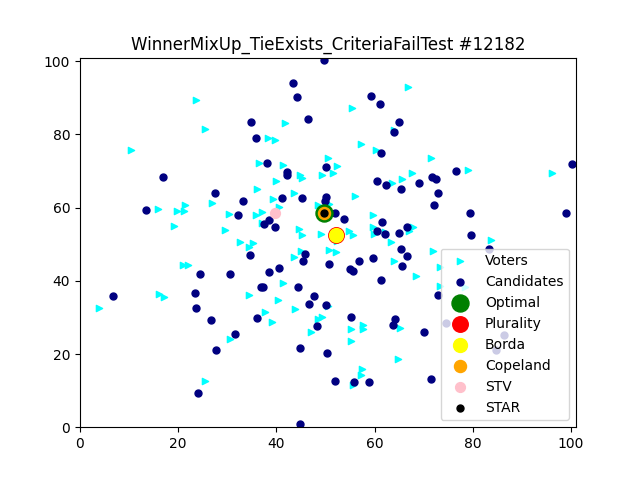 WinnerMixUp_TieExists_CriteriaFailTest #12182
100
80
60
40
20
0
0
20
40
60
80
100
Voters
Candidates
Optimal
Plurality
Borda
Copeland
STV
STAR